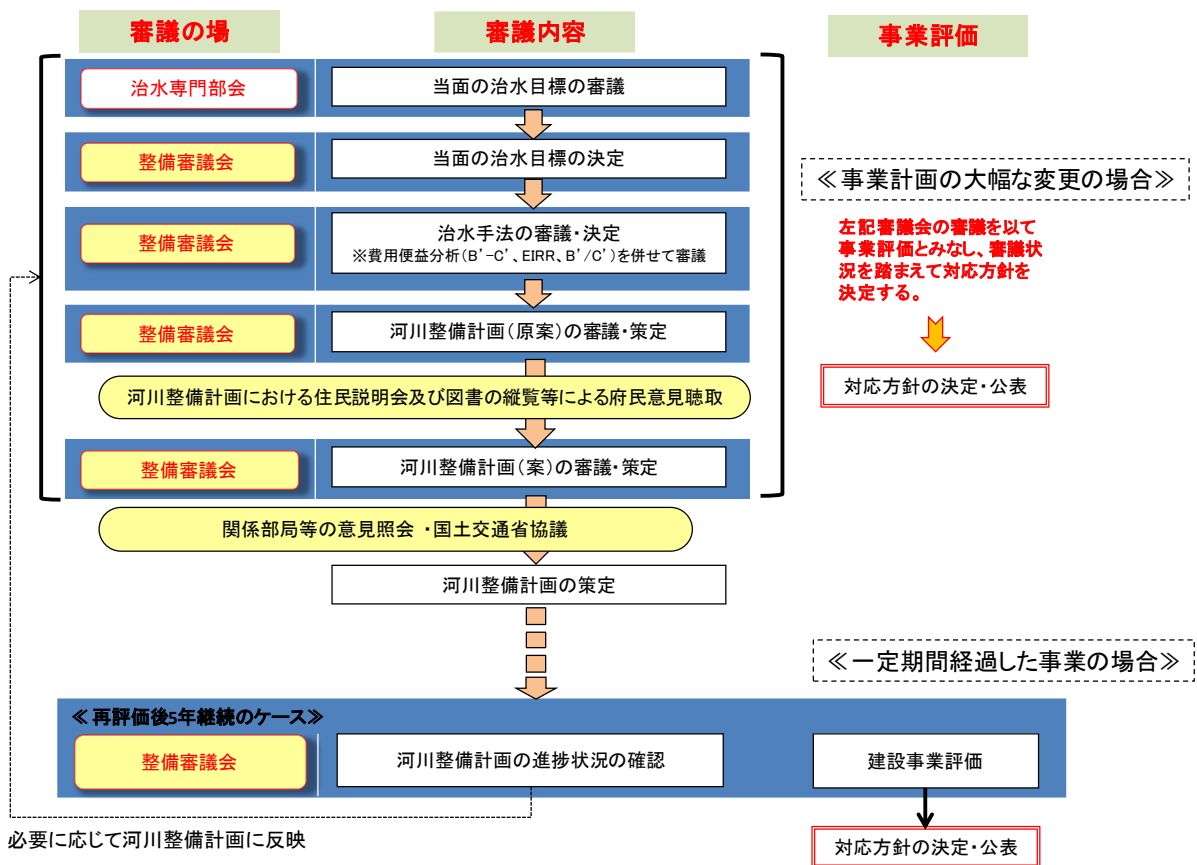 審議の場
審議内容
事業評価
治水専門部会
当面の治水目標の審議
整備審議会
当面の治水目標の決定
≪事業計画の大幅な変更の場合≫
整備審議会
治水手法の審議・決定
※費用便益分析(B'-C'、EIRR、B'/C')を併せて審議
左記審議会の審議を以て
事業評価とみなし、審議状
況を踏まえて対応方針を
決定する。
整備審議会
河川整備計画(原案)の審議・策定
対応方針の決定・公表
河川整備計画における住民説明会及び図書の縦覧等による府民意見聴取
整備審議会
河川整備計画(案)の審議・策定
関係部局等の意見照会 ・国土交通省協議
河川整備計画の策定
≪一定期間経過した事業の場合≫
≪再評価後5年継続のケース≫
整備審議会
河川整備計画の進捗状況の確認
建設事業評価
必要に応じて河川整備計画に反映
対応方針の決定・公表